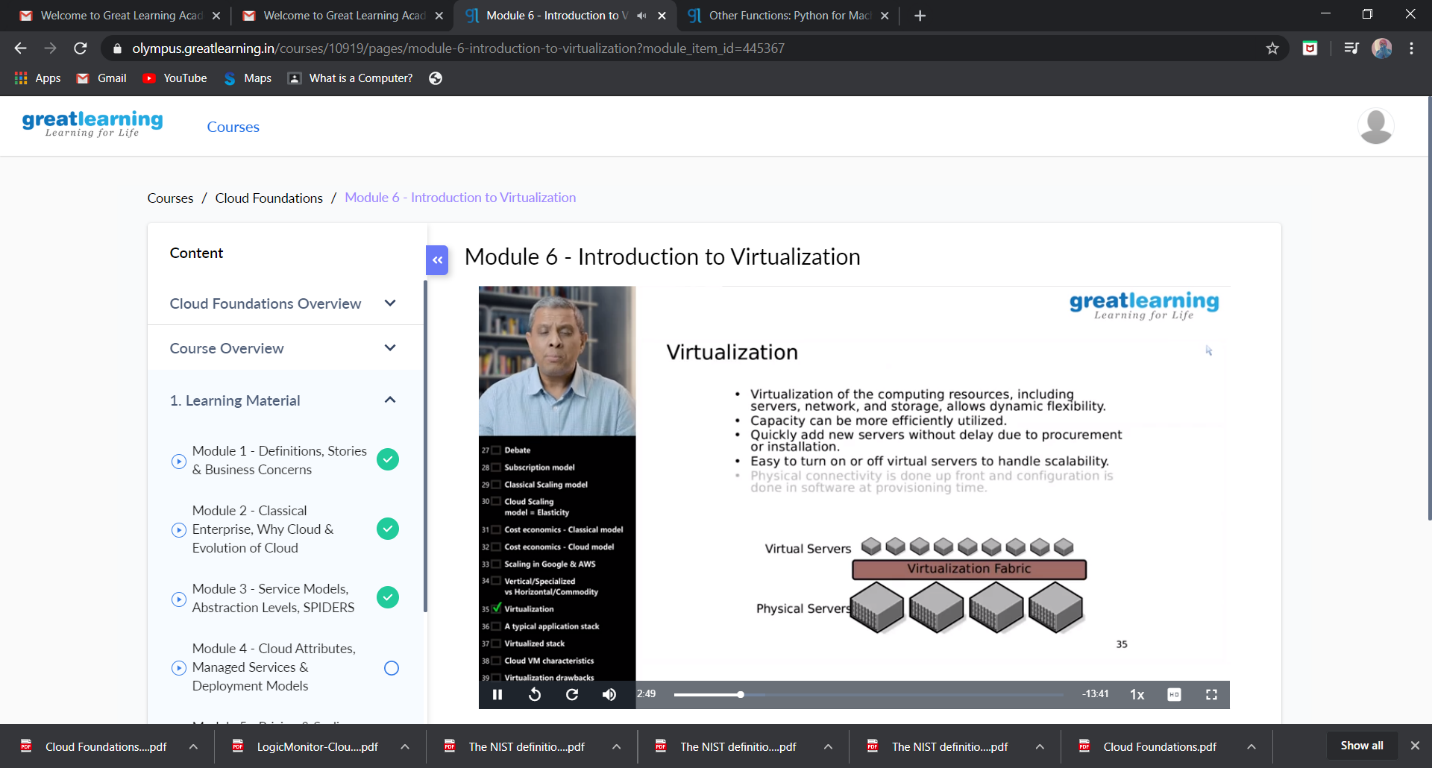 Welcome to Great Learning Acad
Welcome to Great Learning Acad
Module 6 - Introduction to V
Other Functions: Python for Mac
olympus.greatlearning.in/courses/10919/pages/module-6-introduction-to-virtualization?module_item_id=445367
Apps
Gmail
YouTube
Maps
What is a Computer?
greatlearning
Learning for Life
Courses
Courses / Cloud Foundations / Module 6 - Introduction to Virtualization
Content
Cloud Foundations Overview
Course Overview
1. Learning Material
Module 1 - Definitions, Stories
& Business Concerns
Module 2 - Classical
Enterprise, Why Cloud &
Evolution of Cloud
Module 3 - Service Models,
Abstraction Levels, SPIDERS
Module 4 - Cloud Attributes,
Managed Services &
Deployment Models
Module 6 - Introduction to Virtualization
greatlearning
Learning for Life
Virtualization
• Virtualization of the computing resources, including
servers, network, and storage, allows dynamic flexibility.
• Capacity can be more efficiently utilized.
• Quickly add new servers without delay due to procurement
or installation.
• Easy to turn on or off virtual servers to handle scalability.
• Physical connectivity is done up front and configuration is
done in software at provisioning time.
Virtual Servers
Virtualization Fabric
Physical Servers
35
27 Debate
28 Subscription model
29 Classical Scaling model
30 Cloud Scaling
model = Elasticity
31 Cost economics - Classical model
32 Cost economics - Cloud model
33 Scaling in Google & AWS
34 Vertical/Specialized
vs Horizontal/Commodity
35 Virtualization
36 A typical application stack
37 Virtualized stack
38 Cloud VM characteristics
39 Virtualization drawbacks
2:49
-13:41
1x
HD
Cloud Foundations....pdf
LogicMonitor-Clou....pdf
The NIST definitio....pdf
The NIST definitio....pdf
The NIST definitio....pdf
Cloud Foundations.pdf
Show all